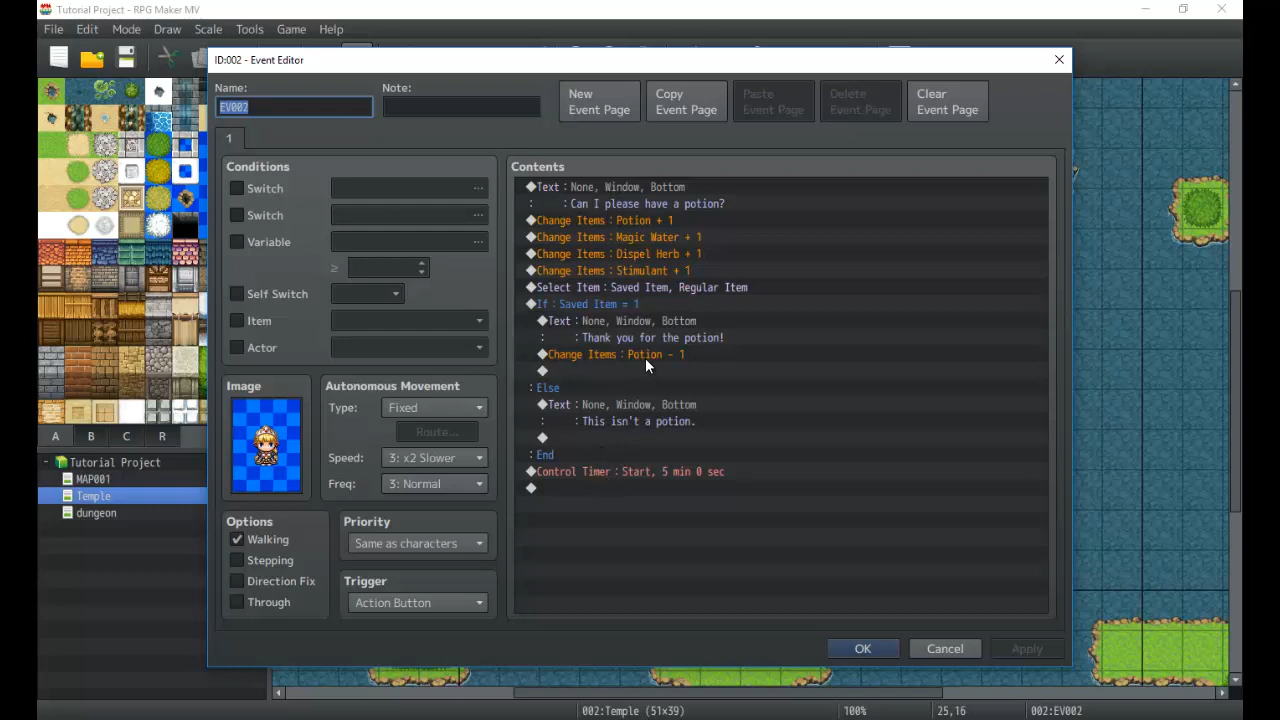 Tutorial Project - RPG Maker MV
File Edit Mode Draw Scale Tools Game Help
ID:002 - Event Editor
Name:
Note:
EV002
New Event Page
Copy Event Page
Paste Event Page
Delete Event Page
Clear Event Page
1
Conditions
Switch
Switch
Variable
≥
Self Switch
Item
Actor
Image
Autonomous Movement
Type: Fixed
Route...
Speed: 3: x2 Slower
Freq: 3: Normal
Options
Walking
Stepping
Direction Fix
Through
Priority
Same as characters
Trigger
Action Button
Contents
◆Text：None, Window, Bottom
：　：Can I please have a potion?
◆Change Items：Potion + 1
◆Change Items：Magic Water + 1
◆Change Items：Dispel Herb + 1
◆Change Items：Stimulant + 1
◆Select Item：Saved Item, Regular Item
◆If：Saved Item = 1
◆Text：None, Window, Bottom
：　：Thank you for the potion!
◆Change Items：Potion - 1
◆
：Else
◆Text：None, Window, Bottom
：　：This isn't a potion.
◆
：End
◆Control Timer：Start, 5 min 0 sec
◆
OK
Cancel
Apply
A B C R
Tutorial Project
MAP001
Temple
dungeon
002:Temple (51x39)
100%
25,16
002:EV002